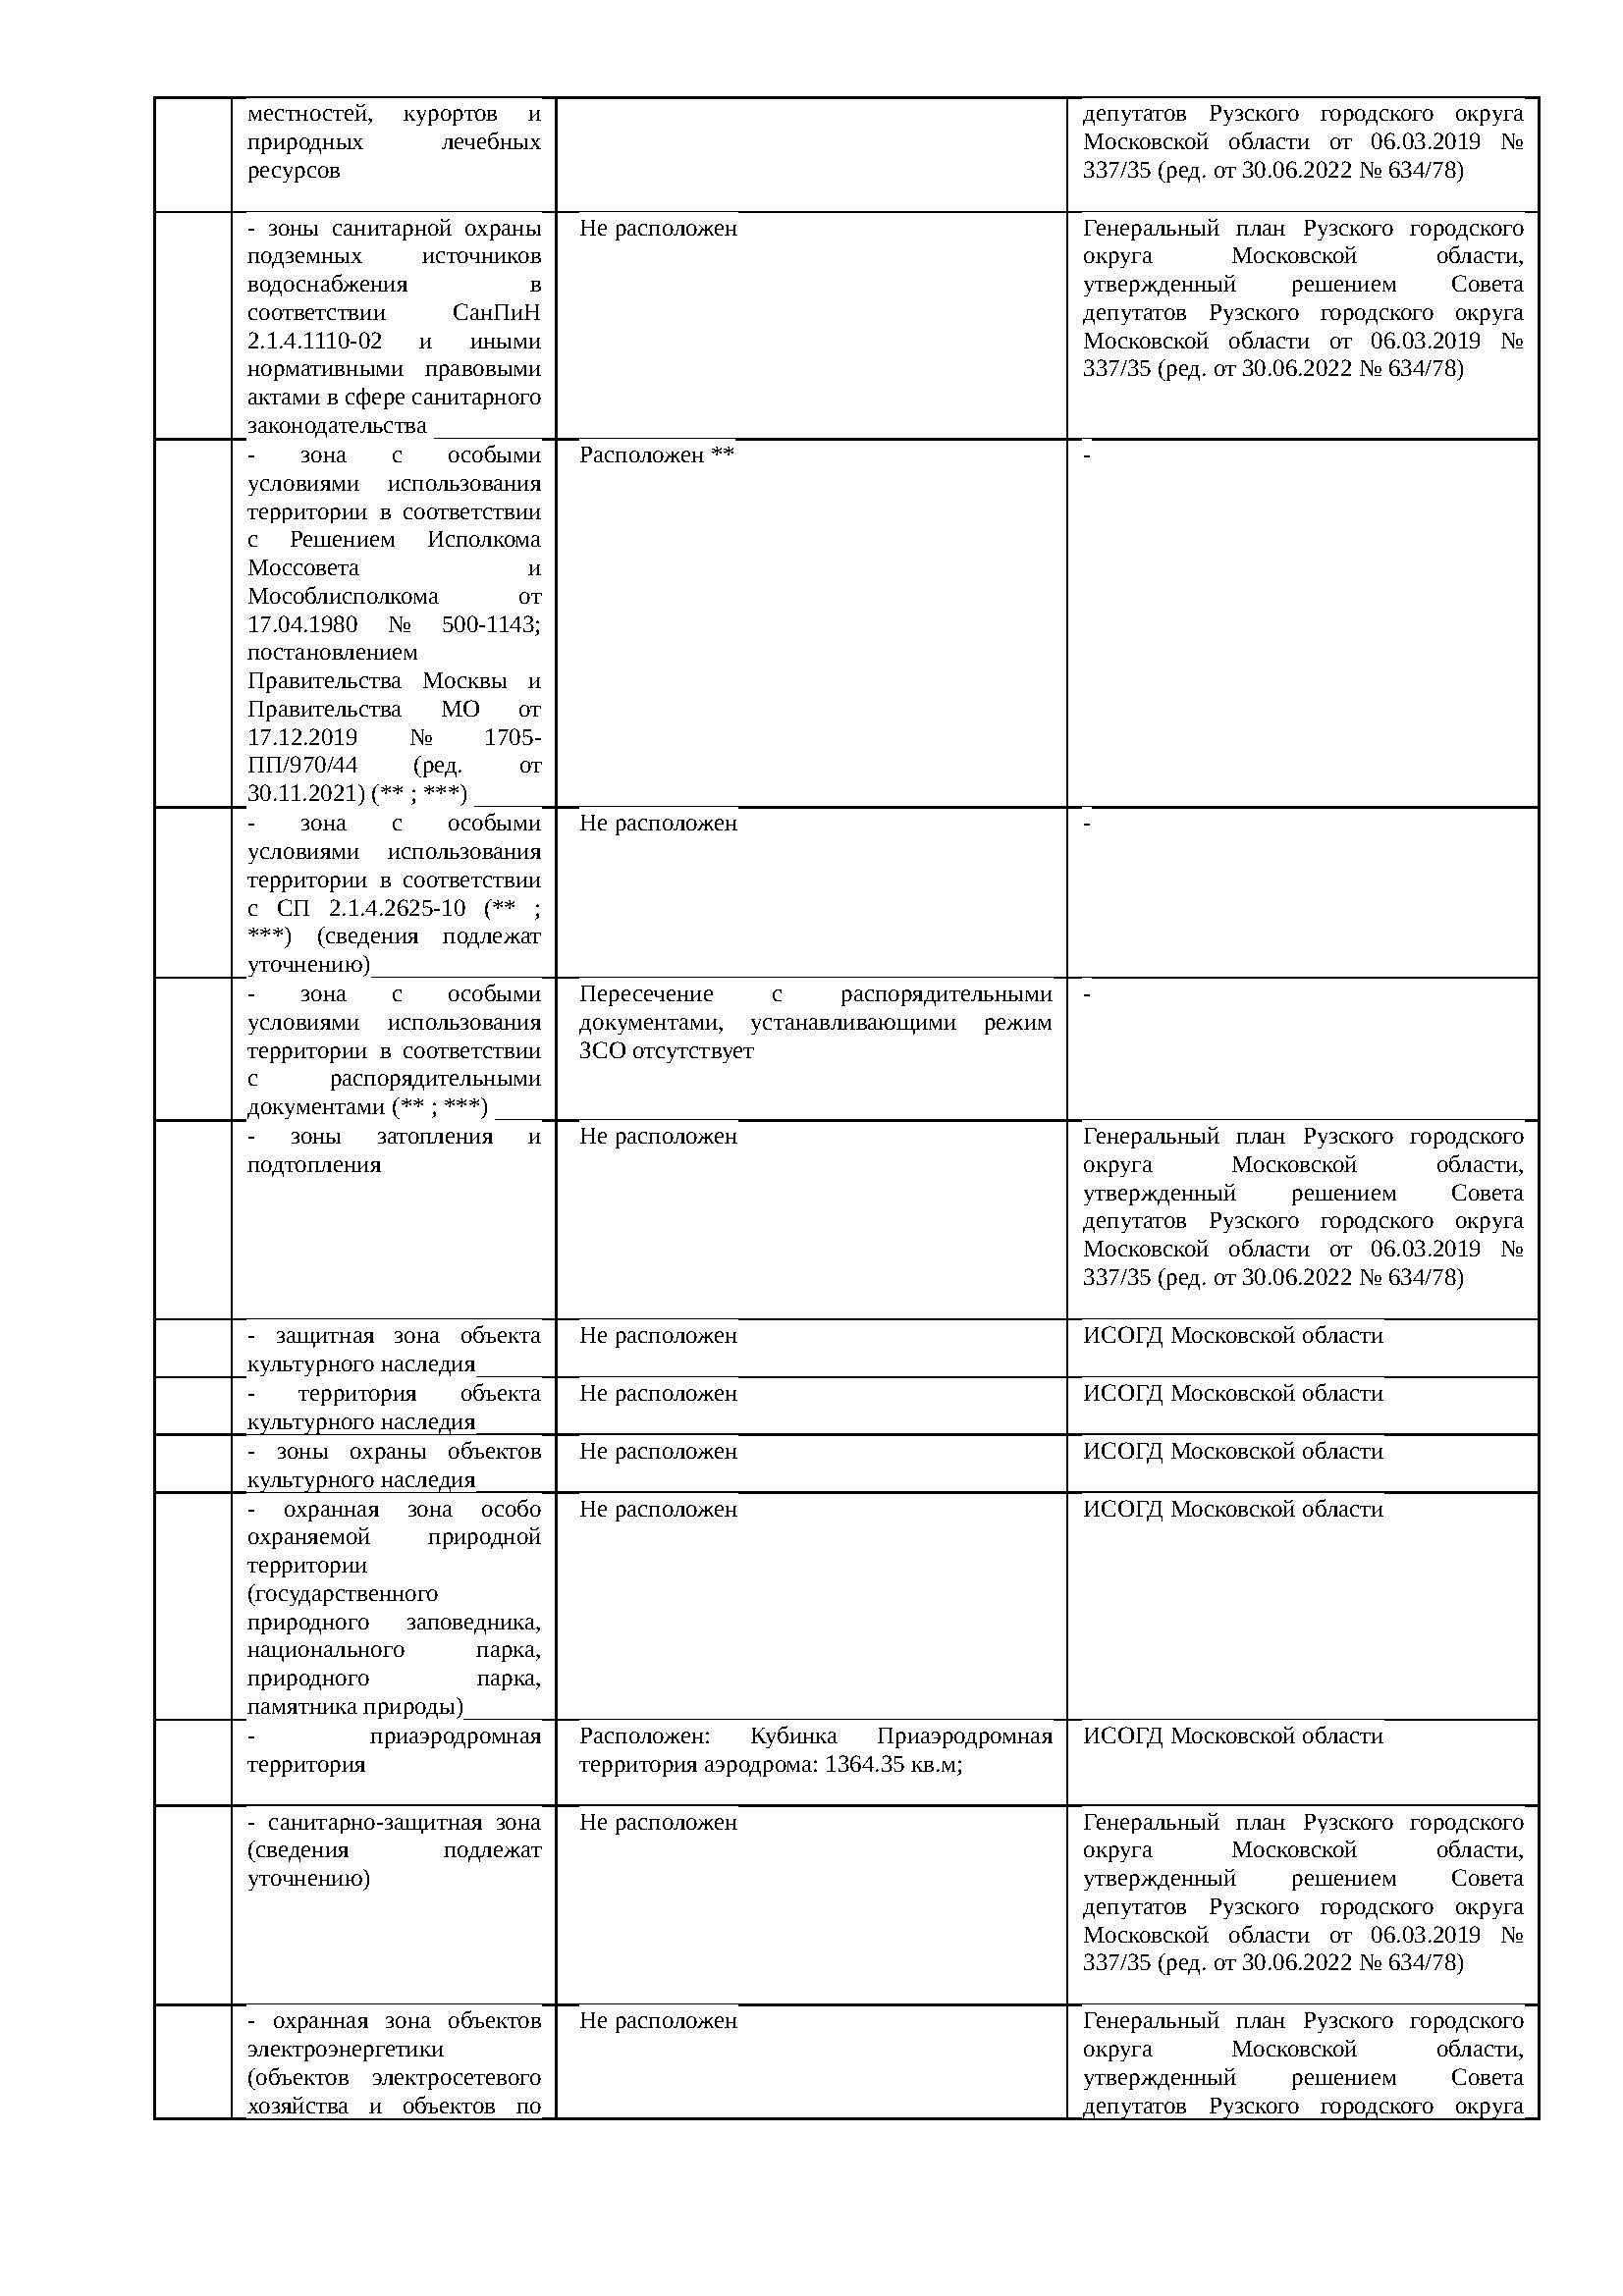 местностей, курортов и
природных лечебных
ресурсов
депутатов Рузского городского округа
Московской области от 06.03.2019 №
337/35 (ред. от 30.06.2022 № 634/78)
- зоны санитарной охраны
подземных источников
водоснабжения в
соответствии СанПиН
2.1.4.1110-02 и иными
нормативными правовыми
актами в сфере санитарного
законодательства
Не расположен
Генеральный план Рузского городского
округа Московской области,
утвержденный решением Совета
депутатов Рузского городского округа
Московской области от 06.03.2019 №
337/35 (ред. от 30.06.2022 № 634/78)
- зона с особыми
условиями использования
территории в соответствии
с Решением Исполкома
Моссовета и
Мособлисполкома от
17.04.1980 № 500-1143;
постановлением
Правительства Москвы и
Правительства МО от
17.12.2019 № 1705-
ПП/970/44 (ред. от
30.11.2021) (** ; ***)
Расположен **
-
- зона с особыми
условиями использования
территории в соответствии
с СП 2.1.4.2625-10 (** ;
***) (сведения подлежат
уточнению)
Не расположен
-
- зона с особыми
условиями использования
территории в соответствии
с распорядительными
документами (** ; ***)
Пересечение с распорядительными
документами, устанавливающими режим
ЗСО отсутствует
-
- зоны затопления и
подтопления
Не расположен
Генеральный план Рузского городского
округа Московской области,
утвержденный решением Совета
депутатов Рузского городского округа
Московской области от 06.03.2019 №
337/35 (ред. от 30.06.2022 № 634/78)
- защитная зона объекта
культурного наследия
Не расположен
ИСОГД Московской области
- территория объекта
культурного наследия
Не расположен
ИСОГД Московской области
- зоны охраны объектов
культурного наследия
Не расположен
ИСОГД Московской области
- охранная зона особо
охраняемой природной
территории
(государственного
природного заповедника,
национального парка,
природного парка,
памятника природы)
Не расположен
ИСОГД Московской области
- приаэродромная
территория
Расположен: Кубинка Приаэродромная
территория аэродрома: 1364.35 кв.м;
ИСОГД Московской области
- санитарно-защитная зона
(сведения подлежат
уточнению)
Не расположен
Генеральный план Рузского городского
округа Московской области,
утвержденный решением Совета
депутатов Рузского городского округа
Московской области от 06.03.2019 №
337/35 (ред. от 30.06.2022 № 634/78)
- охранная зона объектов
электроэнергетики
(объектов электросетевого
хозяйства и объектов по
Не расположен
Генеральный план Рузского городского
округа Московской области,
утвержденный решением Совета
депутатов Рузского городского округа